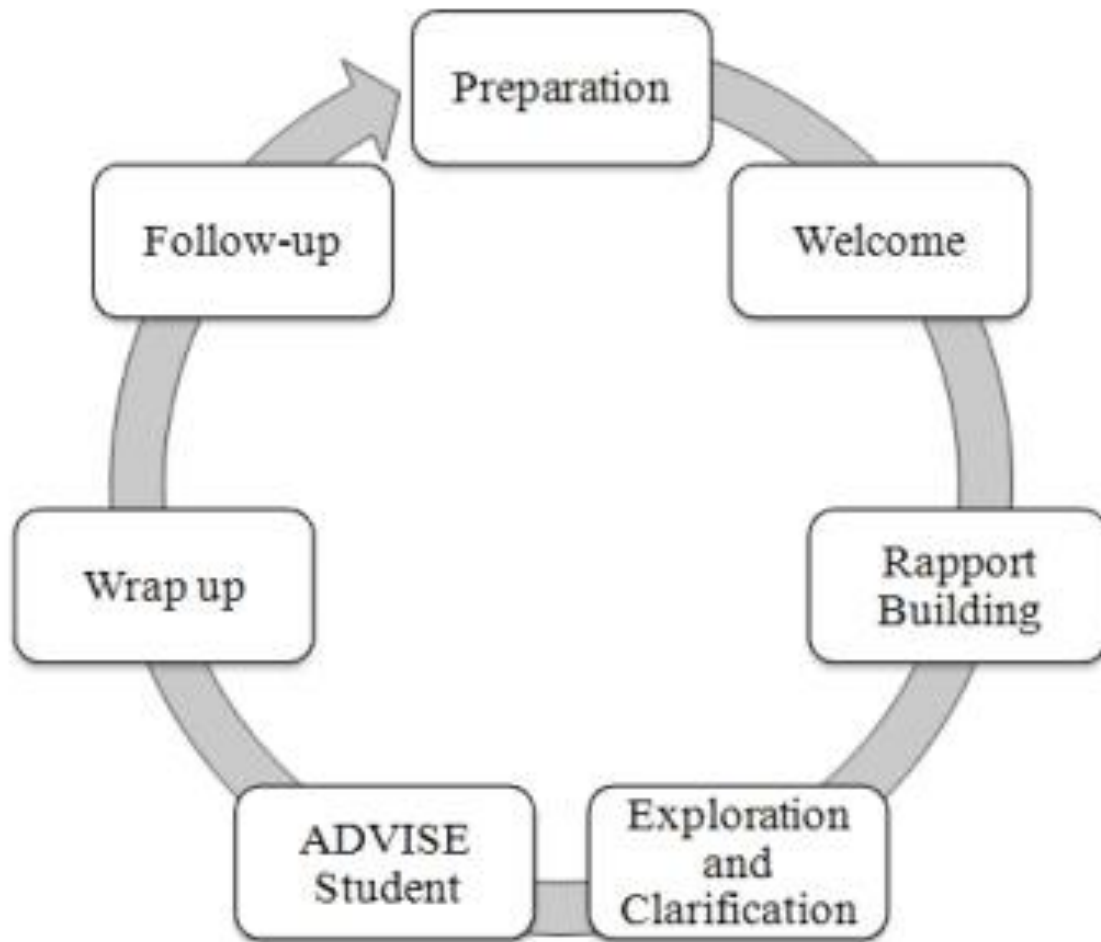 Preparation
Welcome
Rapport
Building
Exploration
and
Clarification
ADVISE
Student
Wrap up
Follow-up